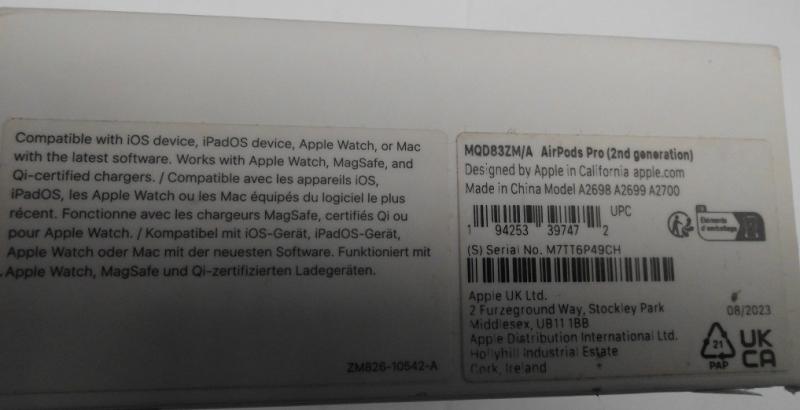 Compatible with iOS device, iPadOS device, Apple Watch, or Mac
with the latest software. Works with Apple Watch, MagSafe, and
Qi-certified chargers. / Compatible avec les appareils iOS,
iPadOS, les Apple Watch ou les Mac équipés du logiciel le plus
récent. Fonctionne avec les chargeurs MagSafe, certifiés Qi ou
pour Apple Watch. / Kompatibel mit iOS-Gerät, iPadOS-Gerät,
Apple Watch oder Mac mit der neuesten Software. Funktioniert mit
Apple Watch, MagSafe und Qi-zertifizierten Ladegeräten.
ZM826-10542-A
MQD83ZM/A AirPods Pro (2nd generation)
Designed by Apple in California apple.com
Made in China Model A2698 A2699 A2700
UPC
1 94253 39747 2
Éléments
d'emballage
(S) Serial No. M7TT6P49CH
Apple UK Ltd.
2 Furzeground Way, Stockley Park
Middlesex, UB11 1BB
Apple Distribution International Ltd.
Hollyhill Industrial Estate
Cork, Ireland
08/2023
21
PAP
UK
CA